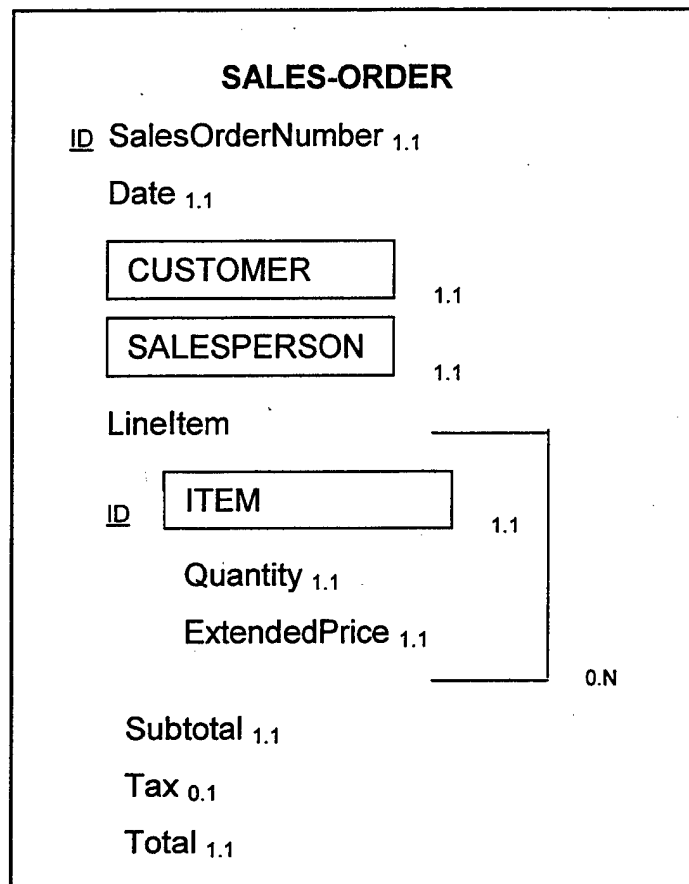 SALES-ORDER
ID SalesOrderNumber 1.1
Date 1.1
CUSTOMER 1.1
SALESPERSON 1.1
LineItem
ID ITEM 1.1
Quantity 1.1
ExtendedPrice 1.1
0.N
Subtotal 1.1
Tax 0.1
Total 1.1